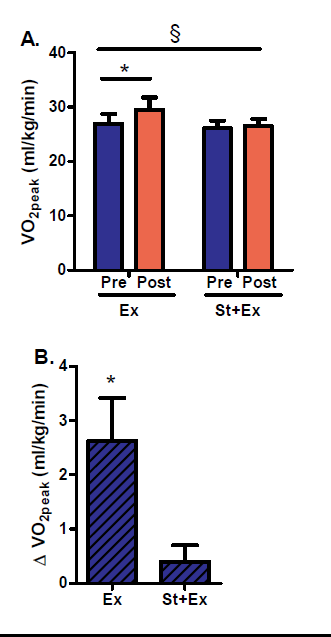 A.
§
*
VO2peak (ml/kg/min)
40
30
20
10
0
Pre Post Pre Post
Ex St+Ex
B.
*
Δ VO2peak (ml/kg/min)
4
3
2
1
0
Ex St+Ex